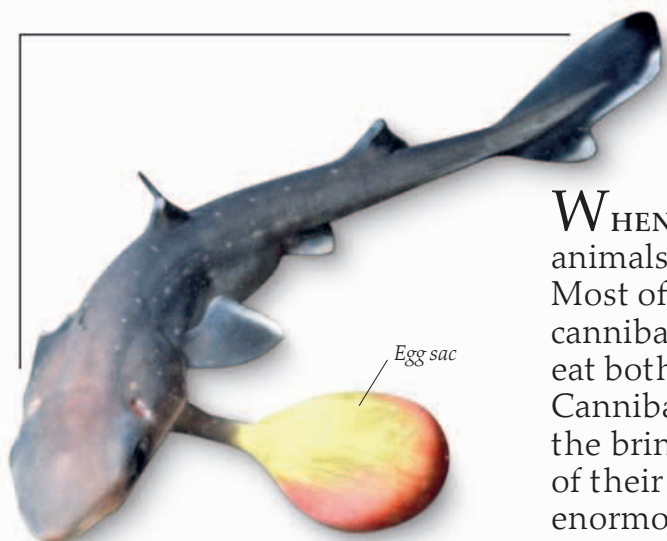 Egg sac
WHEN
animals
Most of
canniba
eat both
Canniba
the brin
of their
enormo